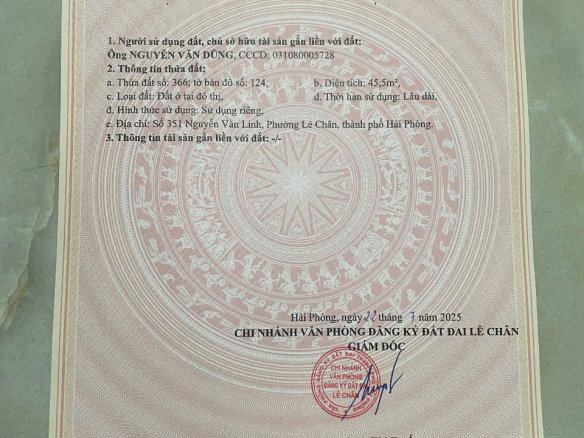 1. Người sử dụng đất, chủ sở hữu tài sản gắn liền với đất:
Ông NGUYỄN VĂN DŨNG, CCCD: 031080005728
2. Thông tin thửa đất:
a. Thửa đất số: 366; tờ bản đồ số: 124, b. Diện tích: 45,5m²,
c. Loại đất: Đất ở tại đô thị, d. Thời hạn sử dụng: Lâu dài,
đ. Hình thức sử dụng: Sử dụng riêng,
e. Địa chỉ: Số 351 Nguyễn Văn Linh, Phường Lê Chân, thành phố Hải Phòng.
3. Thông tin tài sản gắn liền với đất: -/-
Hải Phòng, ngày 22 tháng 7 năm 2025
CHI NHÁNH VĂN PHÒNG ĐĂNG KÝ ĐẤT ĐAI LÊ CHÂN
GIÁM ĐỐC
CHI NHÁNH
VĂN PHÒNG
ĐĂNG KÝ ĐẤT
LÊ CHÂN